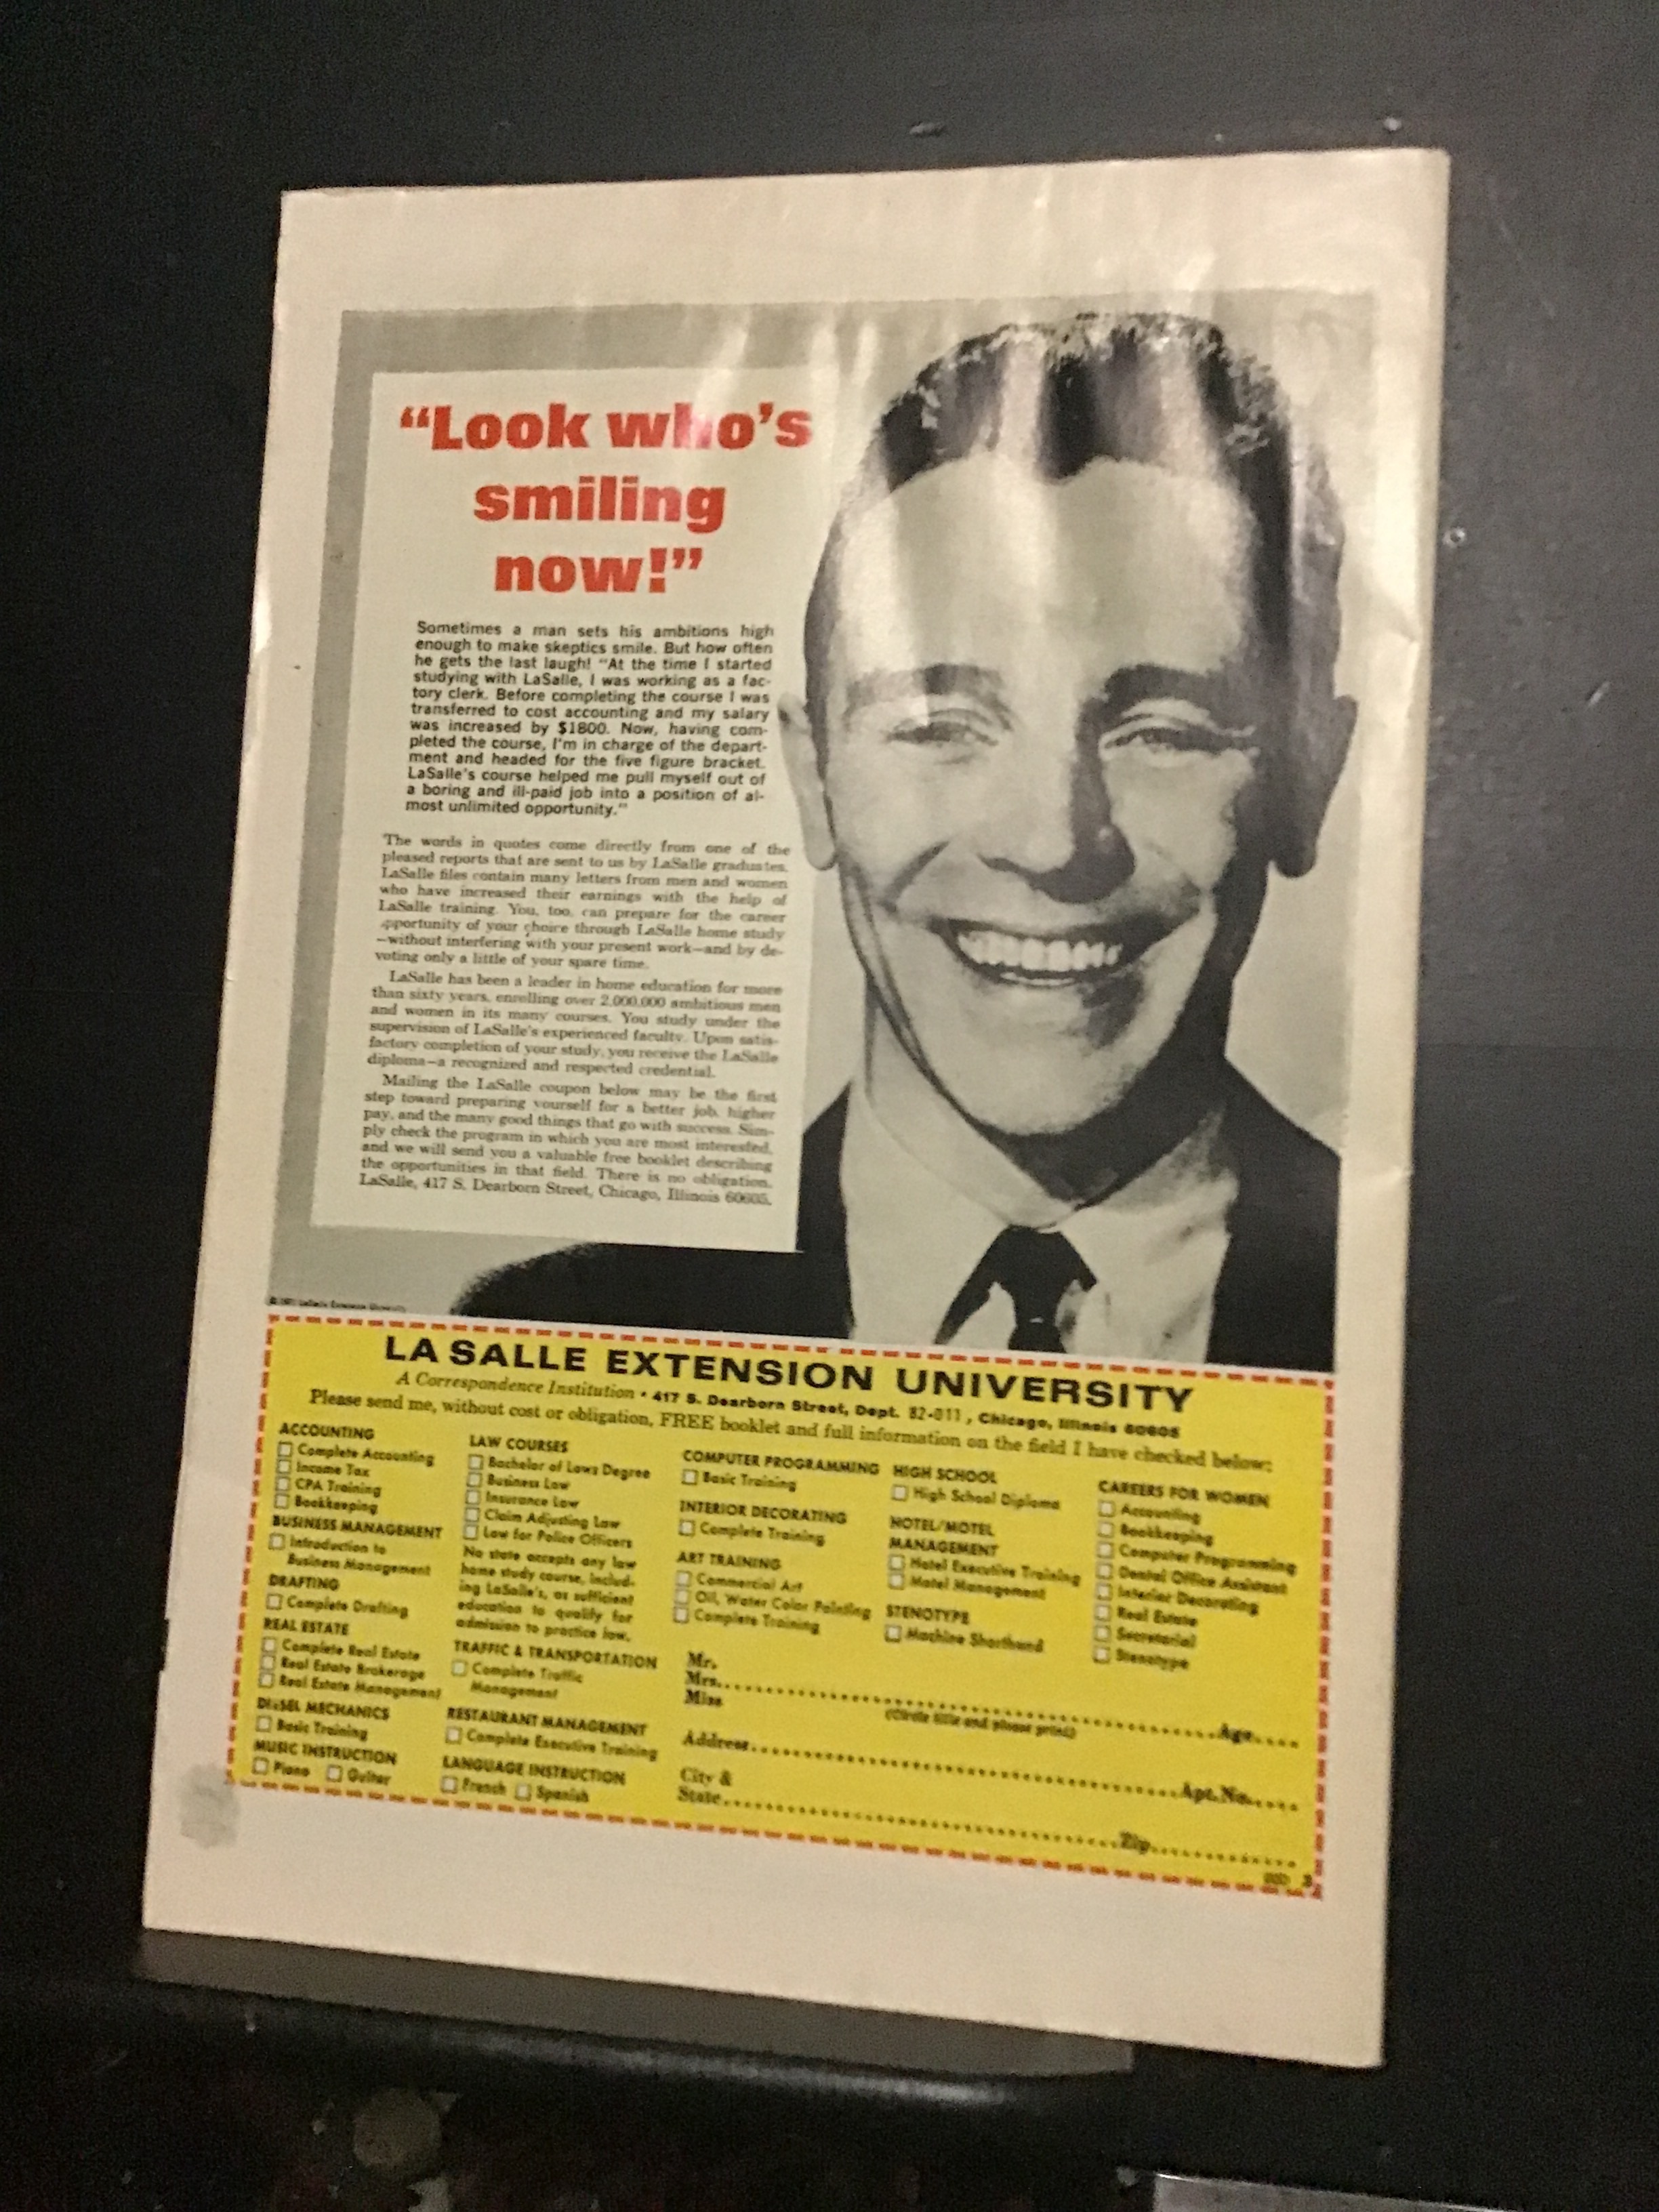 “Look who’s
smiling
now!”
Sometimes a man sets his ambitions high
enough to make skeptics smile. But how often
he gets the last laugh! “At the time I started
studying with LaSalle, I was working as a fac-
tory clerk. Before completing the course I was
transferred to cost accounting and my salary
was increased by $1800. Now, having com-
pleted the course, I’m in charge of the depart-
ment and headed for the five figure bracket.
LaSalle’s course helped me pull myself out of
a boring and ill-paid job into a position of al-
most unlimited opportunity.”
The words in quotes come directly from one of the
pleased reports that are sent to us by LaSalle graduates.
LaSalle files contain many letters from men and women
who have increased their earnings with the help of
LaSalle training. You, too, can prepare for the career
opportunity of your choice through LaSalle home study
—without interfering with your present work—and by de-
voting only a little of your spare time.
LaSalle has been a leader in home education for more
than sixty years, enrolling over 2,000,000 ambitious men
and women in its many courses. You study under the
supervision of LaSalle’s experienced faculty. Upon satis-
factory completion of your study, you receive the LaSalle
diploma—a recognized and respected credential.
Mailing the LaSalle coupon below may be the first
step toward preparing yourself for a better job, higher
pay, and the many good things that go with success. Sim-
ply check the program in which you are most interested,
and we will send you a valuable free booklet describing
the opportunities in that field. There is no obligation.
LaSalle, 417 S. Dearborn Street, Chicago, Illinois 60605.
LaSalle Extension University
LA SALLE EXTENSION UNIVERSITY
A Correspondence Institution • 417 S. Dearborn Street, Dept. 82-011, Chicago, Illinois 60605
Please send me, without cost or obligation, FREE booklet and full information on the field I have checked below:
ACCOUNTING
Complete Accounting
Income Tax
CPA Training
Bookkeeping
BUSINESS MANAGEMENT
Introduction to
Business Management
DRAFTING
Complete Drafting
REAL ESTATE
Complete Real Estate
Real Estate Brokerage
Real Estate Management
DIESEL MECHANICS
Basic Training
MUSIC INSTRUCTION
Piano Guitar
LAW COURSES
Bachelor of Laws Degree
Business Law
Insurance Law
Claim Adjusting Law
Law for Police Officers
No state accepts any law
home study course, includ-
ing LaSalle’s, as sufficient
education to qualify for
admission to practice law.
TRAFFIC & TRANSPORTATION
Complete Traffic
Management
RESTAURANT MANAGEMENT
Complete Executive Training
LANGUAGE INSTRUCTION
French Spanish
COMPUTER PROGRAMMING
Basic Training
INTERIOR DECORATING
Complete Training
ART TRAINING
Commercial Art
Oil, Water Color Painting
Complete Training
HIGH SCHOOL
High School Diploma
HOTEL/MOTEL
MANAGEMENT
Hotel Executive Training
Motel Management
STENOTYPE
Machine Shorthand
CAREERS FOR WOMEN
Accounting
Bookkeeping
Computer Programming
Dental Office Assistant
Interior Decorating
Real Estate
Secretarial
Stenotype
Mr.
Mrs. Age
Miss
(Circle title and please print)
Address Apt. No.
City &
State Zip